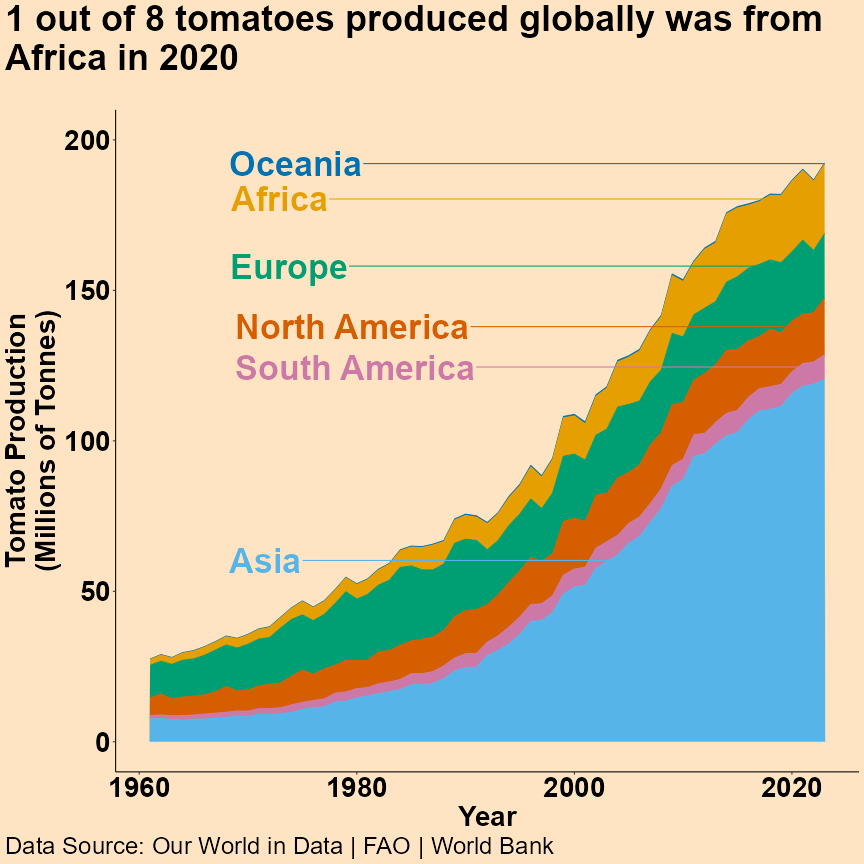 1 out of 8 tomatoes produced globally was from
Africa in 2020
200
150
100
50
0
Tomato Production
(Millions of Tonnes)
Oceania
Africa
Europe
North America
South America
Asia
1960
1980
2000
2020
Year
Data Source: Our World in Data | FAO | World Bank